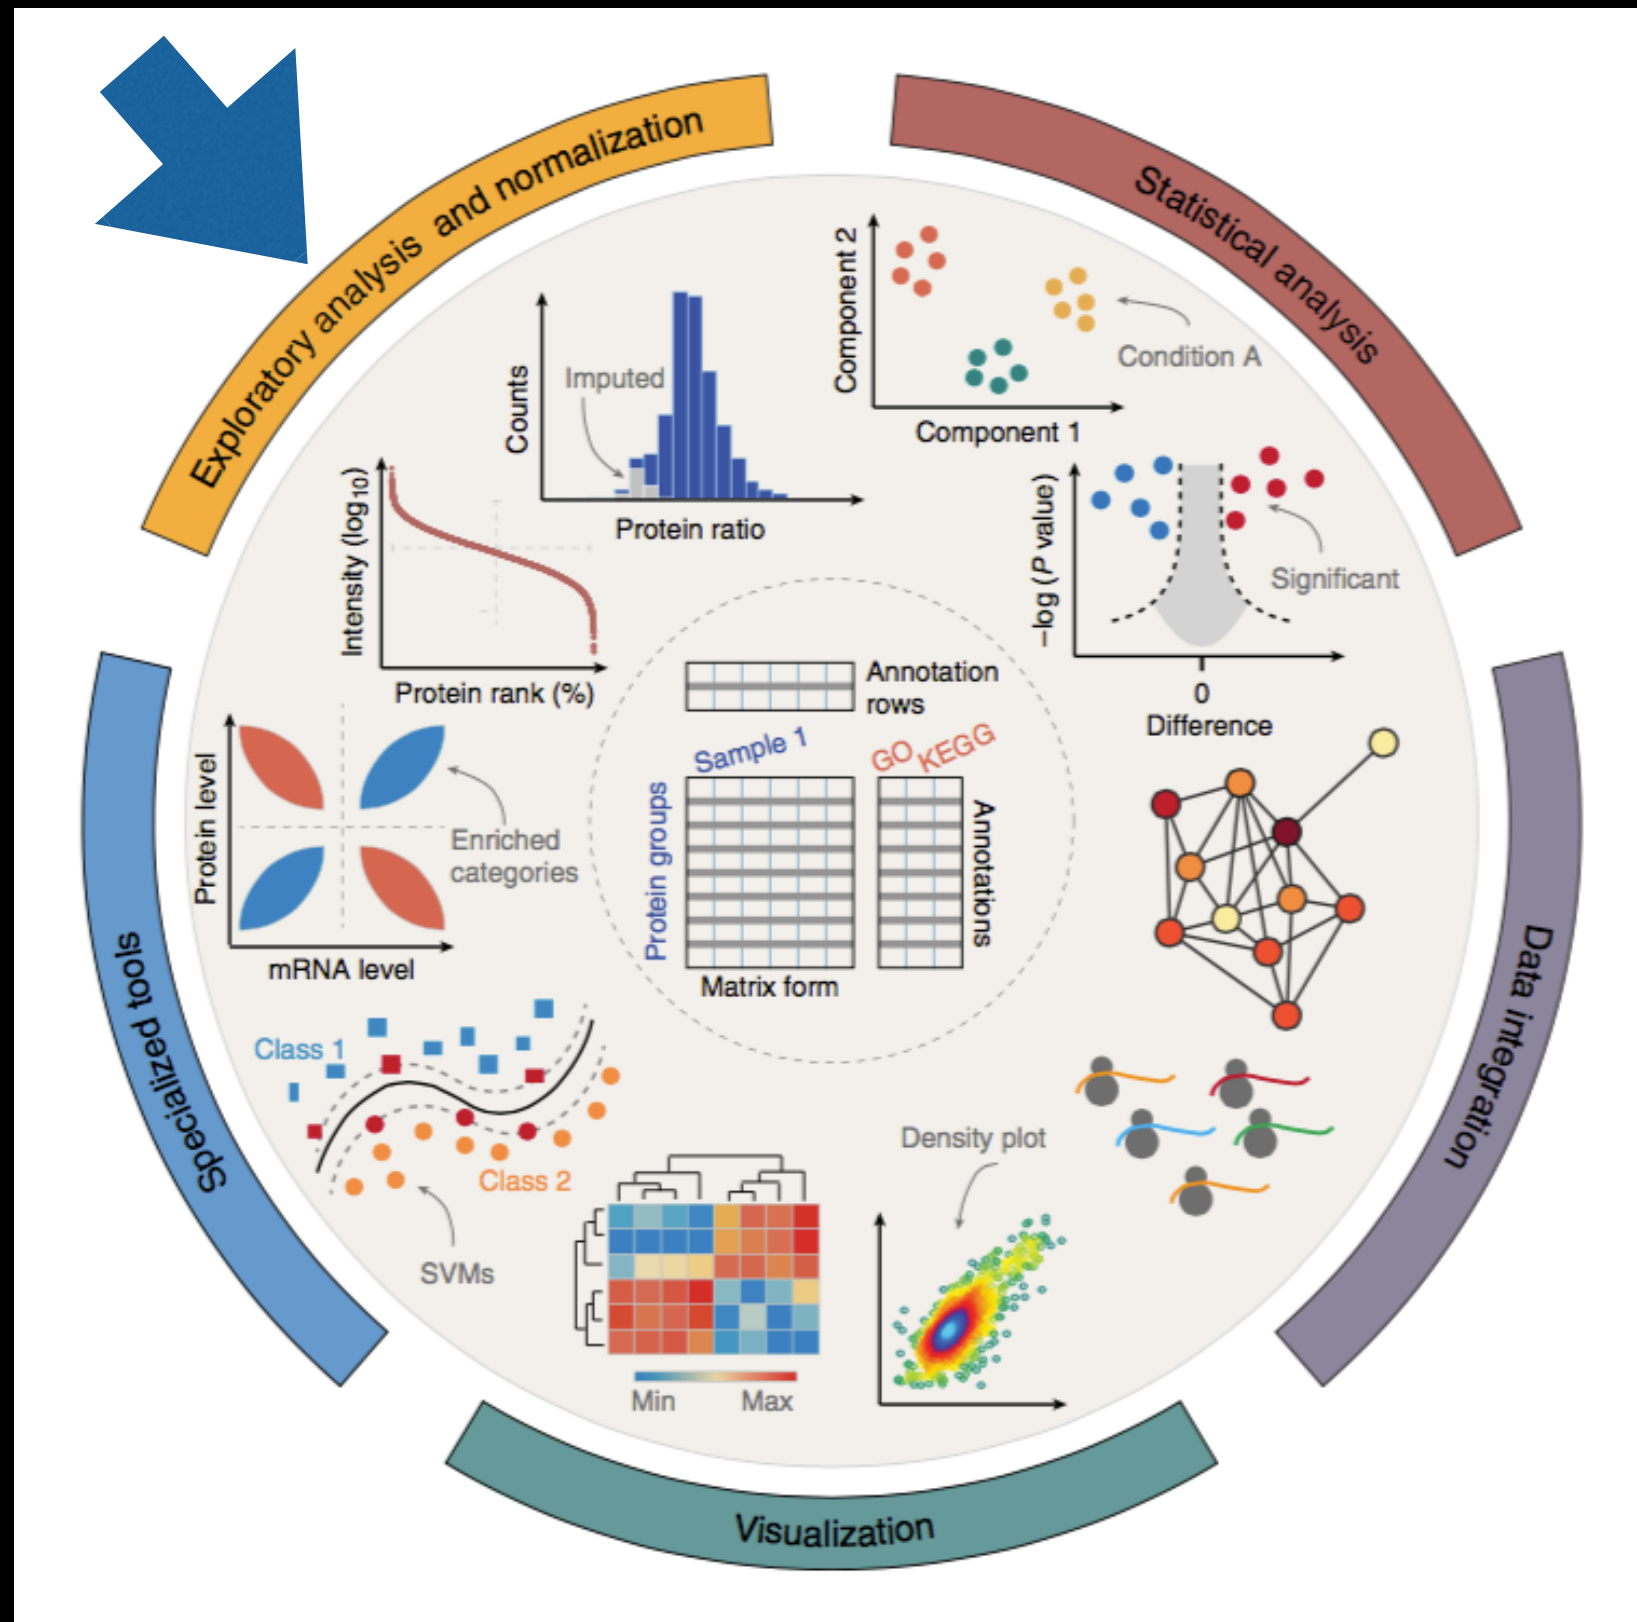 Exploratory analysis and normalization
Statistical analysis
Component 2
Condition A
Component 1
Counts
Imputed
Protein ratio
Intensity (log10)
Protein rank (%)
–log (P value)
Significant
0
Difference
Annotation
rows
Sample 1
GO
KEGG
Protein groups
Annotations
Matrix form
Protein level
Enriched
categories
mRNA level
Specialized tools
Data integration
Class 1
Class 2
SVMs
Density plot
Min
Max
Visualization